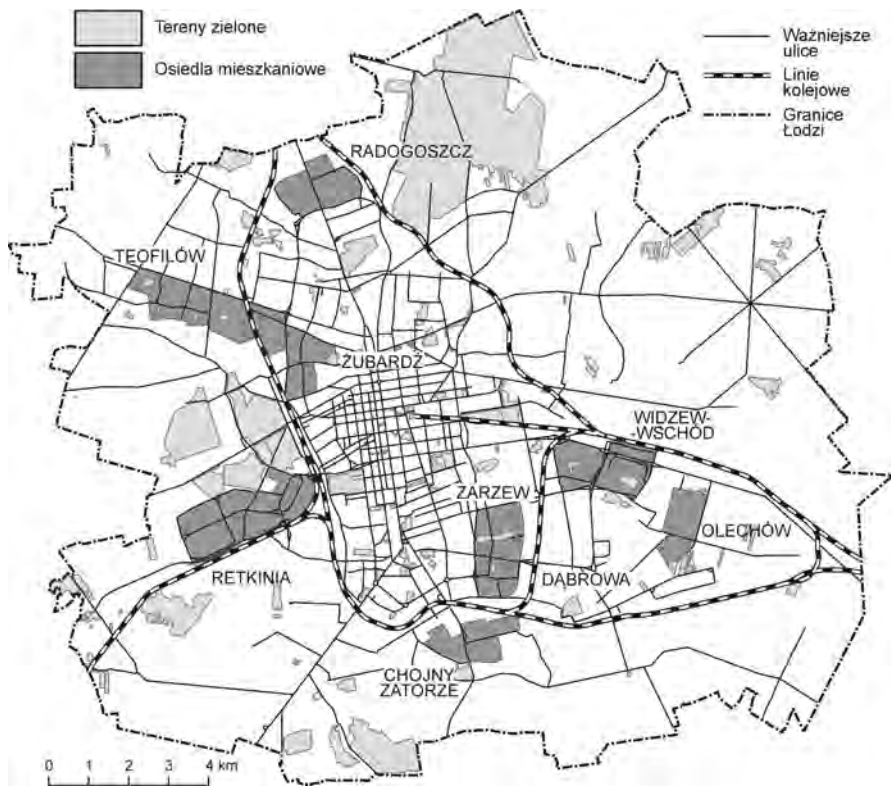 Tereny zielone
Osiedla mieszkaniowe
Ważniejsze
ulice
Linie
kolejowe
Granice
Łodzi
RADOGOSZCZ
TEOFILÓW
ŻUBARDŹ
WIDZEW-
-WSCHÓD
ZARZEW
OLECHÓW
RETKINIA
DĄBROWA
CHOJNY
ZATORZE
0 1 2 3 4 km